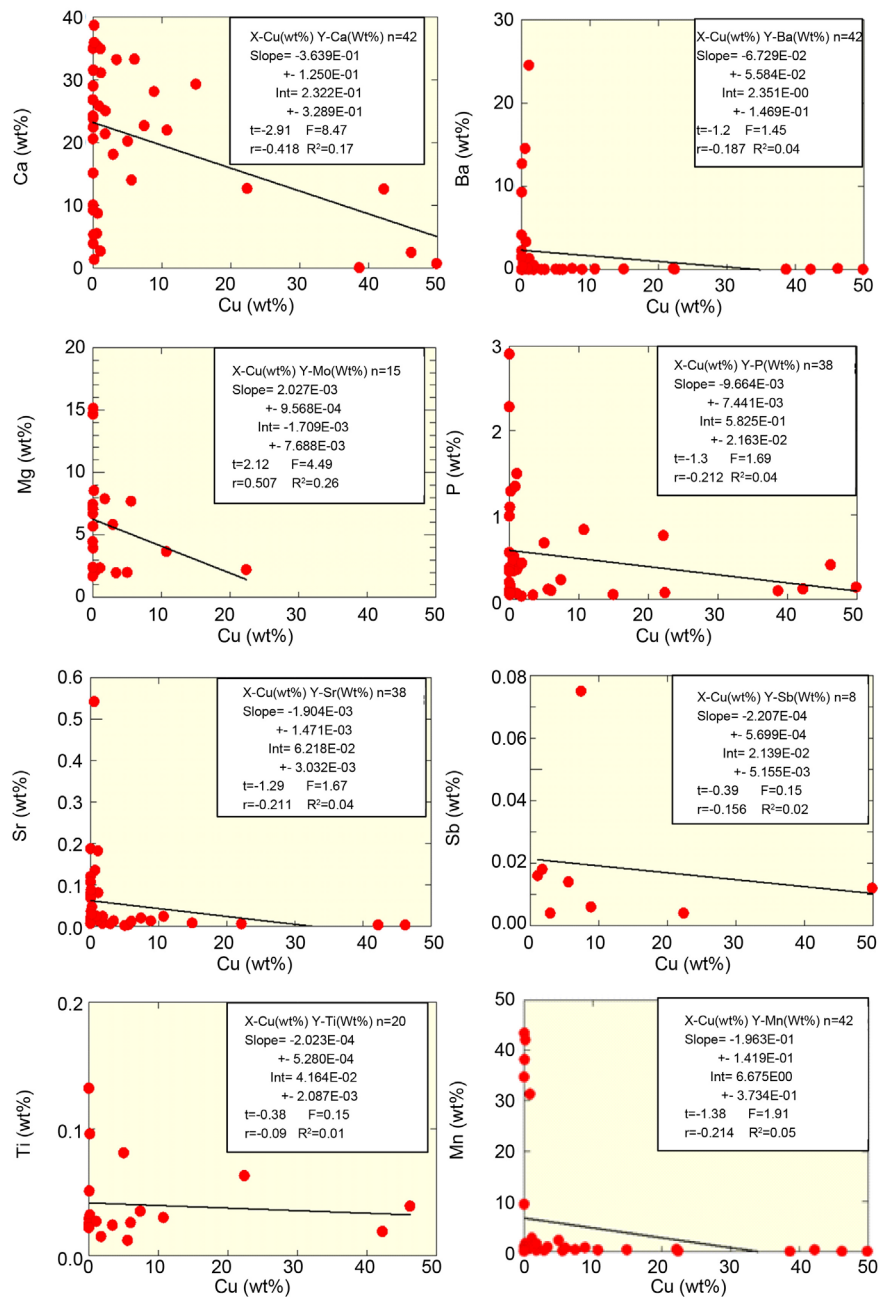 X-Cu(wt%) Y-Ca(Wt%) n=42
Slope= -3.639E-01
+- 1.250E-01
Int= 2.322E-01
+- 3.289E-01
t=-2.91 F=8.47
r=-0.418 R²=0.17
40
30
20
10
0
Ca (wt%)
0 10 20 30 40 50
Cu (wt%)
X-Cu(wt%) Y-Ba(Wt%) n=42
Slope= -6.729E-02
+- 5.584E-02
Int= 2.351E-00
+- 1.469E-01
t=-1.2 F=1.45
r=-0.187 R²=0.04
30
20
10
0
Ba (wt%)
0 10 20 30 40 50
Cu (wt%)
X-Cu(wt%) Y-Mo(Wt%) n=15
Slope= 2.027E-03
+- 9.568E-04
Int= -1.709E-03
+- 7.688E-03
t=2.12 F=4.49
r=0.507 R²=0.26
20
15
10
5
0
Mg (wt%)
0 10 20 30 40 50
Cu (wt%)
X-Cu(wt%) Y-P(Wt%) n=38
Slope= -9.664E-03
+- 7.441E-03
Int= 5.825E-01
+- 2.163E-02
t=-1.3 F=1.69
r=-0.212 R²=0.04
3
2
1
0
P (wt%)
0 10 20 30 40 50
Cu (wt%)
X-Cu(wt%) Y-Sr(Wt%) n=38
Slope= -1.904E-03
+- 1.471E-03
Int= 6.218E-02
+- 3.032E-03
t=-1.29 F=1.67
r=-0.211 R²=0.04
0.6
0.5
0.4
0.3
0.2
0.1
0.0
Sr (wt%)
0 10 20 30 40 50
Cu (wt%)
X-Cu(wt%) Y-Sb(Wt%) n=8
Slope= -2.207E-04
+- 5.699E-04
Int= 2.139E-02
+- 5.155E-03
t=-0.39 F=0.15
r=-0.156 R²=0.02
0.08
0.06
0.04
0.02
0.00
Sb (wt%)
0 10 20 30 40 50
Cu (wt%)
X-Cu(wt%) Y-Ti(Wt%) n=20
Slope= -2.023E-04
+- 5.280E-04
Int= 4.164E-02
+- 2.087E-03
t=-0.38 F=0.15
r=-0.09 R²=0.01
0.2
0.1
0.0
Ti (wt%)
0 10 20 30 40 50
Cu (wt%)
X-Cu(wt%) Y-Mn(Wt%) n=42
Slope= -1.963E-01
+- 1.419E-01
Int= 6.675E00
+- 3.734E-01
t=-1.38 F=1.91
r=-0.214 R²=0.05
50
40
30
20
10
0
Mn (wt%)
0 10 20 30 40 50
Cu (wt%)